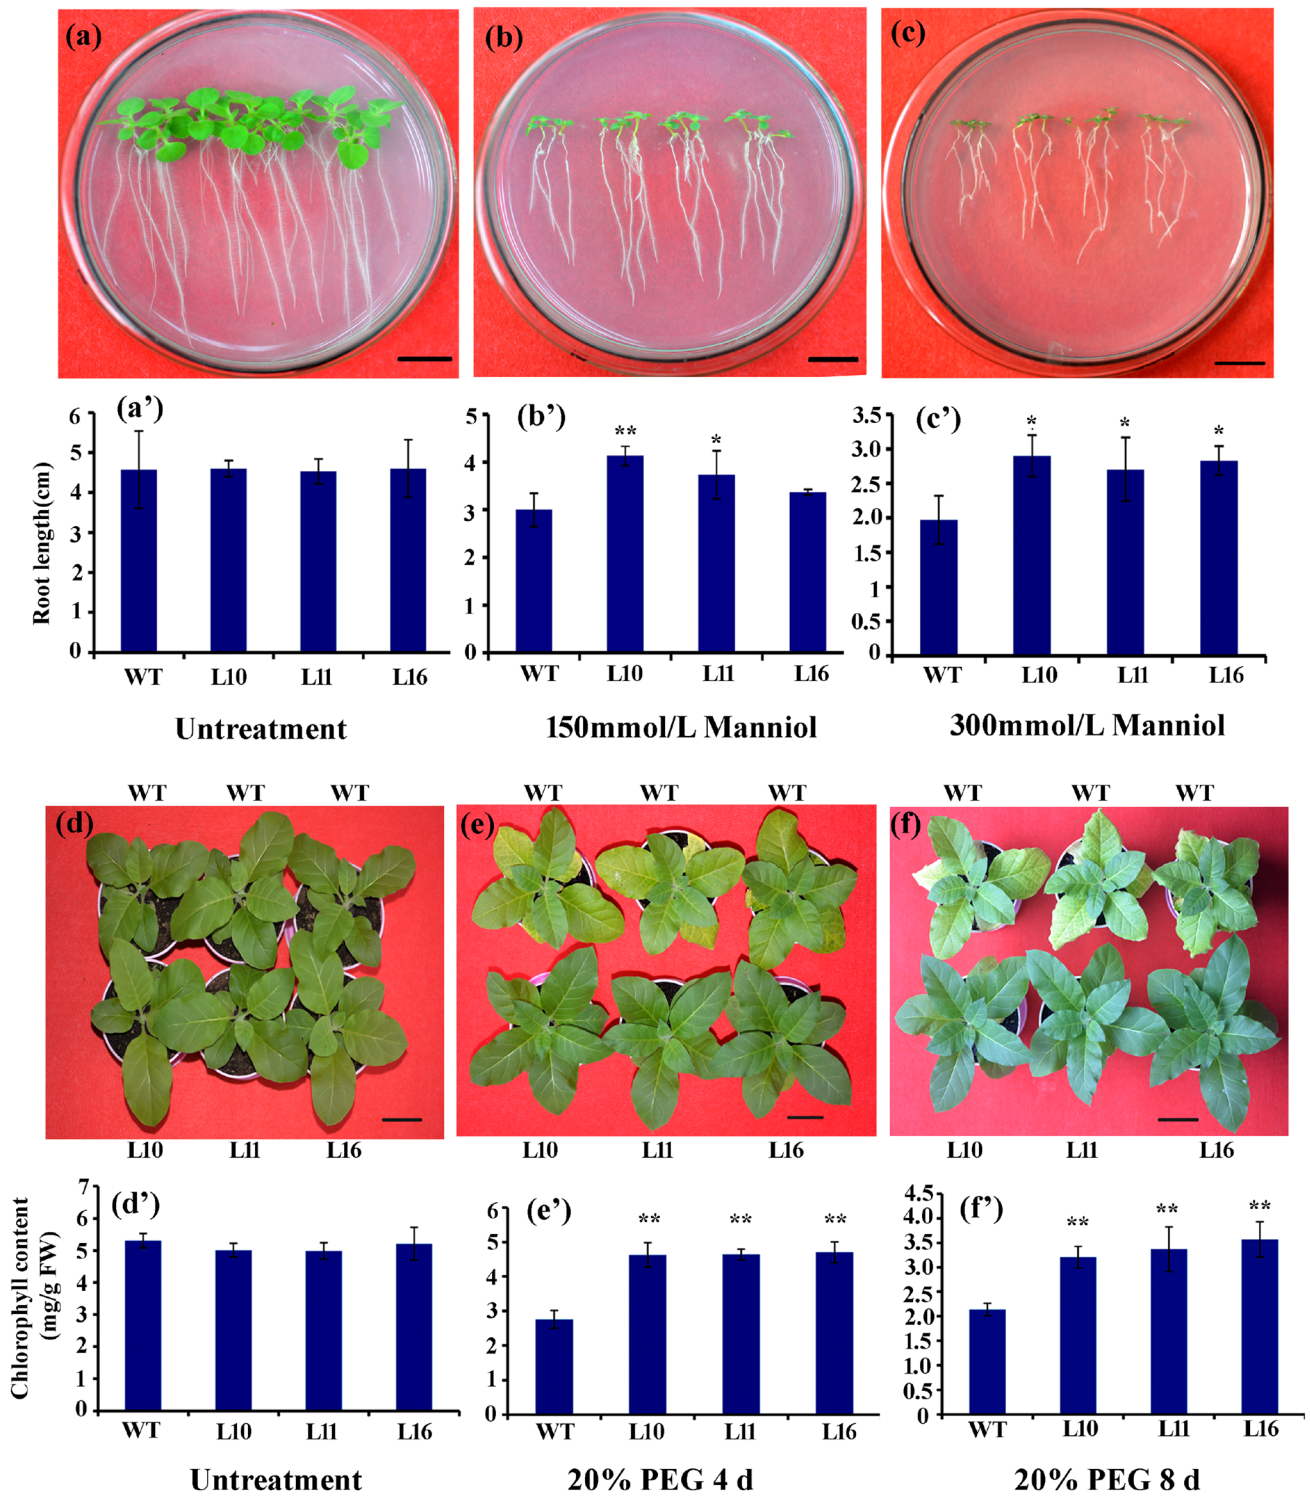 (a) (b) (c)
(a’) (b’) (c’)
Root length(cm)
6
5
4
3
2
1
0
WT L10 L11 L16
Untreatment
5
4
3
2
1
0
** *
WT L10 L11 L16
150mmol/L Manniol
3.5
3.0
2.5
2.0
1.5
1
0.5
0
* * *
WT L10 L11 L16
300mmol/L Manniol
WT WT WT
(d)
L10 L11 L16
WT WT WT
(e)
L10 L11 L16
WT WT WT
(f)
L10 L11 L16
Chlorophyll content
(mg/g FW)
(d’)
7
6
5
4
3
2
1
0
WT L10 L11 L16
Untreatment
(e’)
6
5
4
3
2
1
0
** ** **
WT L10 L11 L16
20% PEG 4 d
(f’)
4.5
4.0
3.5
3.0
2.5
2.0
1.5
1.0
0.5
0
** ** **
WT L10 L11 L16
20% PEG 8 d